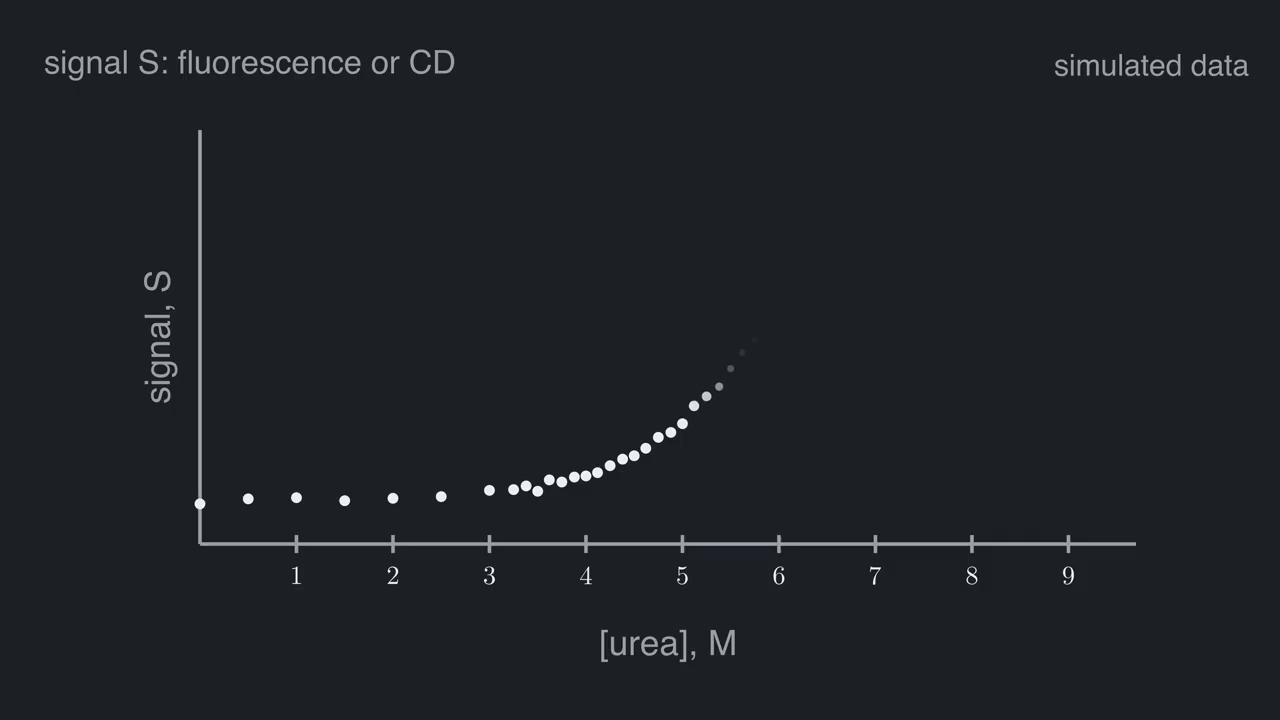 signal S: fluorescence or CD
simulated data
signal, S
1 2 3 4 5 6 7 8 9
[urea], M